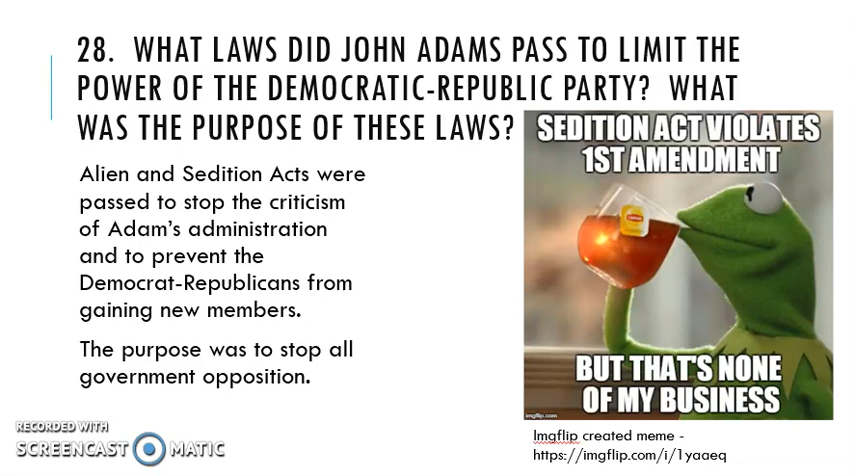 28.  WHAT LAWS DID JOHN ADAMS PASS TO LIMIT THE
POWER OF THE DEMOCRATIC-REPUBLIC PARTY?  WHAT
WAS THE PURPOSE OF THESE LAWS?
SEDITION ACT VIOLATES
1ST AMENDMENT
Alien and Sedition Acts were
passed to stop the criticism
of Adam's administration
and to prevent the
Democrat-Republicans from
gaining new members.
The purpose was to stop all
government opposition.
BUT THAT'S NONE
OF MY BUSINESS
imgflip.com
Imgflip created meme -
https://imgflip.com/i/1yaaeq
RECORDED WITH
SCREENCAST MATIC